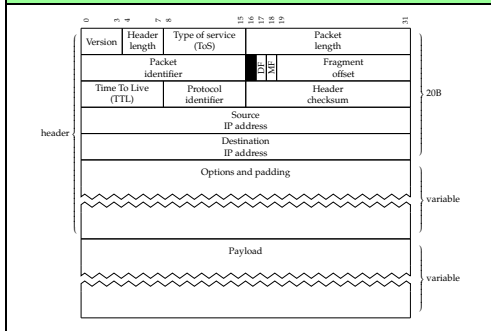 0 3 4 7 8 15 16 17 18 19 31
Version
Header
length
Type of service
(ToS)
Packet
length
Packet
identifier
DF
MF
Fragment
offset
Time To Live
(TTL)
Protocol
identifier
Header
checksum
Source
IP address
Destination
IP address
Options and padding
Payload
header
20B
variable
variable